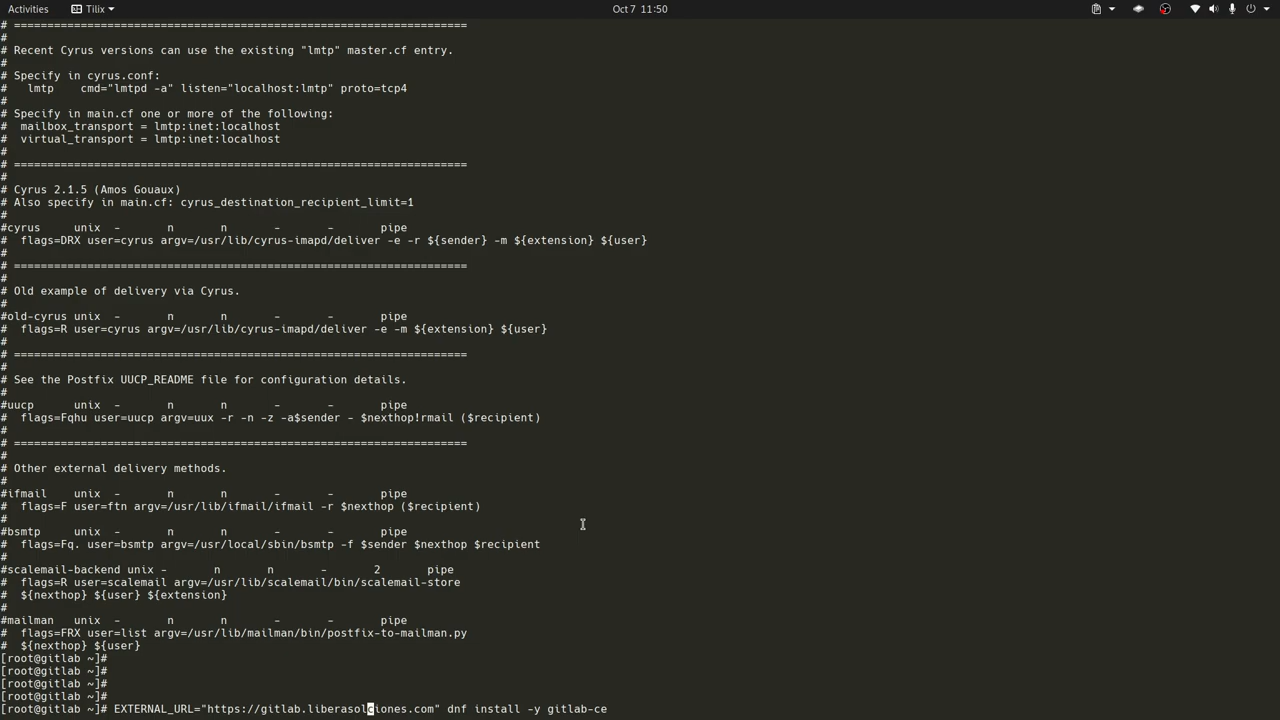 Activities
Tilix
Oct 7 11:50
# ====================================================================
#
# Recent Cyrus versions can use the existing "lmtp" master.cf entry.
#
# Specify in cyrus.conf:
#   lmtp    cmd="lmtpd -a" listen="localhost:lmtp" proto=tcp4
#
# Specify in main.cf one or more of the following:
#  mailbox_transport = lmtp:inet:localhost
#  virtual_transport = lmtp:inet:localhost
#
# ====================================================================
#
# Cyrus 2.1.5 (Amos Gouaux)
# Also specify in main.cf: cyrus_destination_recipient_limit=1
#
#cyrus     unix  -       n       n       -       -       pipe
#  flags=DRX user=cyrus argv=/usr/lib/cyrus-imapd/deliver -e -r ${sender} -m ${extension} ${user}
#
# ====================================================================
#
# Old example of delivery via Cyrus.
#
#old-cyrus unix  -       n       n       -       -       pipe
#  flags=R user=cyrus argv=/usr/lib/cyrus-imapd/deliver -e -m ${extension} ${user}
#
# ====================================================================
#
# See the Postfix UUCP_README file for configuration details.
#
#uucp      unix  -       n       n       -       -       pipe
#  flags=Fqhu user=uucp argv=uux -r -n -z -a$sender - $nexthop!rmail ($recipient)
#
# ====================================================================
#
# Other external delivery methods.
#
#ifmail    unix  -       n       n       -       -       pipe
#  flags=F user=ftn argv=/usr/lib/ifmail/ifmail -r $nexthop ($recipient)
#
#bsmtp     unix  -       n       n       -       -       pipe
#  flags=Fq. user=bsmtp argv=/usr/local/sbin/bsmtp -f $sender $nexthop $recipient
#
#scalemail-backend unix -       n       n       -       2       pipe
#  flags=R user=scalemail argv=/usr/lib/scalemail/bin/scalemail-store
#  ${nexthop} ${user} ${extension}
#
#mailman   unix  -       n       n       -       -       pipe
#  flags=FRX user=list argv=/usr/lib/mailman/bin/postfix-to-mailman.py
#  ${nexthop} ${user}
[root@gitlab ~]#
[root@gitlab ~]#
[root@gitlab ~]#
[root@gitlab ~]#
[root@gitlab ~]# EXTERNAL_URL="https://gitlab.liberasolciones.com" dnf install -y gitlab-ce